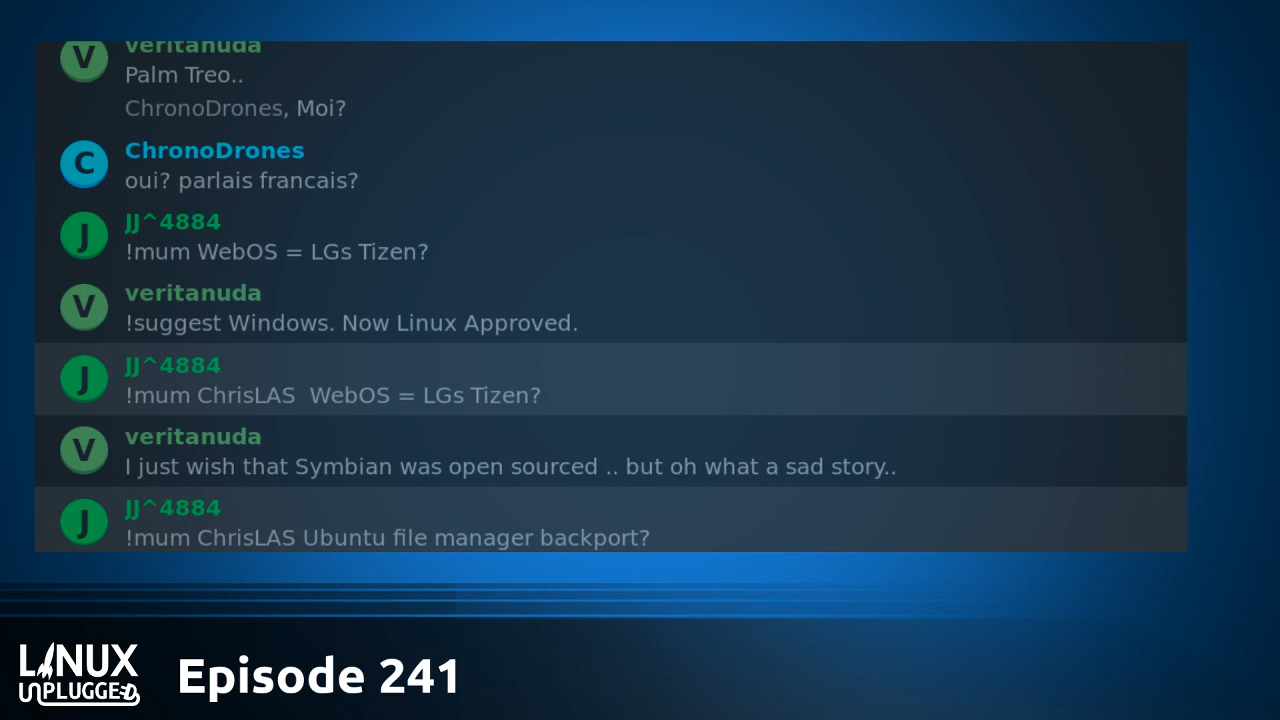 veritanuda
Palm Treo..
ChronoDrones, Moi?
C
ChronoDrones
oui? parlais francais?
J
JJ^4884
!mum WebOS = LGs Tizen?
V
veritanuda
!suggest Windows. Now Linux Approved.
J
JJ^4884
!mum ChrisLAS  WebOS = LGs Tizen?
V
veritanuda
I just wish that Symbian was open sourced .. but oh what a sad story..
J
JJ^4884
!mum ChrisLAS Ubuntu file manager backport?
LINUX
UNPLUGGED
Episode 241